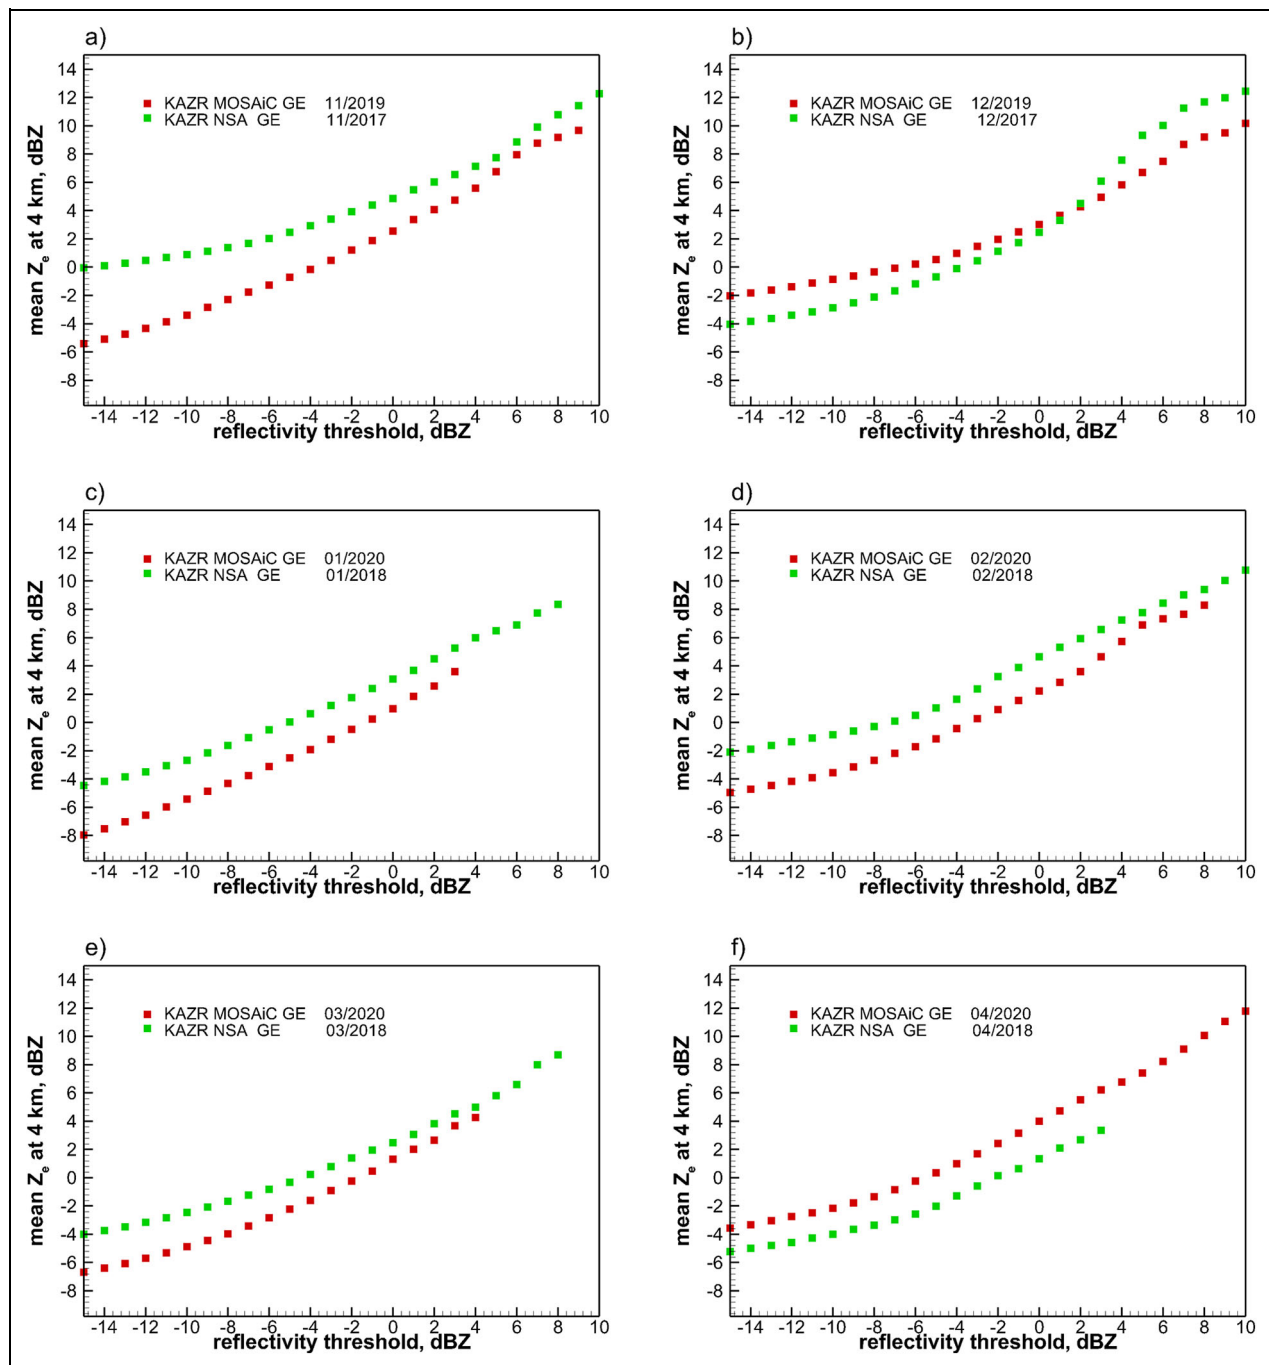 a)
14
12
10
8
6
4
2
0
-2
-4
-6
-8
mean Ze at 4 km, dBZ
KAZR MOSAiC GE 11/2019
KAZR NSA GE 11/2017
-14 -12 -10 -8 -6 -4 -2 0 2 4 6 8 10
reflectivity threshold, dBZ
b)
14
12
10
8
6
4
2
0
-2
-4
-6
-8
mean Ze at 4 km, dBZ
KAZR MOSAiC GE 12/2019
KAZR NSA GE 12/2017
-14 -12 -10 -8 -6 -4 -2 0 2 4 6 8 10
reflectivity threshold, dBZ
c)
14
12
10
8
6
4
2
0
-2
-4
-6
-8
mean Ze at 4 km, dBZ
KAZR MOSAiC GE 01/2020
KAZR NSA GE 01/2018
-14 -12 -10 -8 -6 -4 -2 0 2 4 6 8 10
reflectivity threshold, dBZ
d)
14
12
10
8
6
4
2
0
-2
-4
-6
-8
mean Ze at 4 km, dBZ
KAZR MOSAiC GE 02/2020
KAZR NSA GE 02/2018
-14 -12 -10 -8 -6 -4 -2 0 2 4 6 8 10
reflectivity threshold, dBZ
e)
14
12
10
8
6
4
2
0
-2
-4
-6
-8
mean Ze at 4 km, dBZ
KAZR MOSAiC GE 03/2020
KAZR NSA GE 03/2018
-14 -12 -10 -8 -6 -4 -2 0 2 4 6 8 10
reflectivity threshold, dBZ
f)
14
12
10
8
6
4
2
0
-2
-4
-6
-8
mean Ze at 4 km, dBZ
KAZR MOSAiC GE 04/2020
KAZR NSA GE 04/2018
-14 -12 -10 -8 -6 -4 -2 0 2 4 6 8 10
reflectivity threshold, dBZ